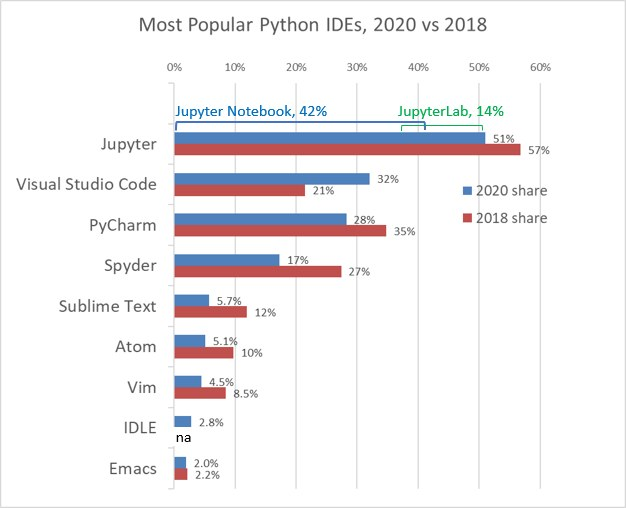 Most Popular Python IDEs, 2020 vs 2018
0% 10% 20% 30% 40% 50% 60%
Jupyter Notebook, 42% JupyterLab, 14%
Jupyter 51%
57%
Visual Studio Code 32%
21%
2020 share
PyCharm 28%
35%
2018 share
Spyder 17%
27%
Sublime Text 5.7%
12%
Atom 5.1%
10%
Vim 4.5%
8.5%
IDLE 2.8%
na
Emacs 2.0%
2.2%